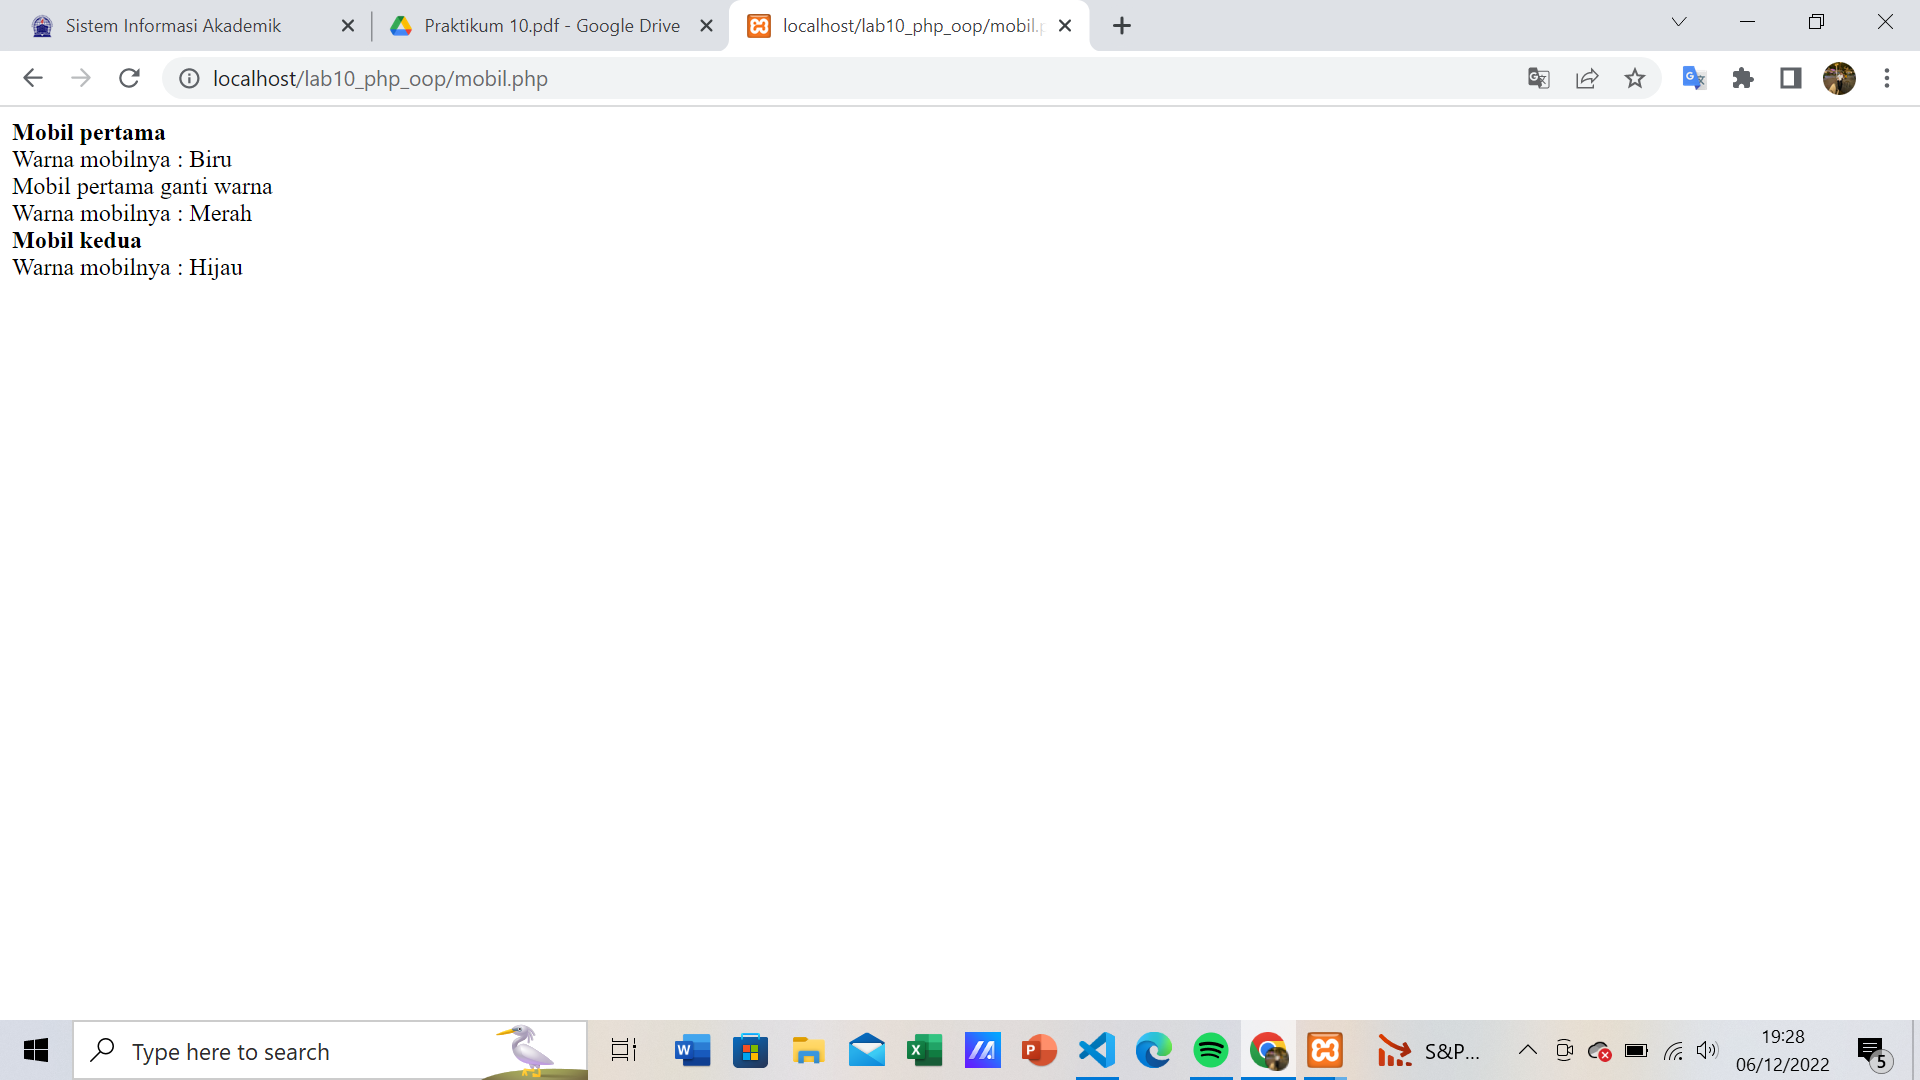 Sistem Informasi Akademik
Praktikum 10.pdf - Google Drive
localhost/lab10_php_oop/mobil.p
localhost/lab10_php_oop/mobil.php
Mobil pertama
Warna mobilnya : Biru
Mobil pertama ganti warna
Warna mobilnya : Merah
Mobil kedua
Warna mobilnya : Hijau
Type here to search
S&P...
19:28
06/12/2022
5